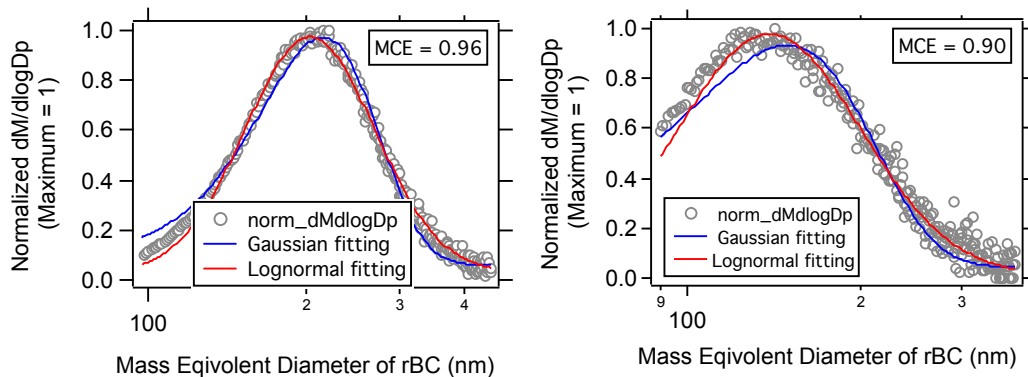 Normalized dM/dlogDp
(Maximum = 1)
1.0
0.8
0.6
0.4
0.2
0.0
MCE = 0.96
norm_dMdlogDp
Gaussian fitting
Lognormal fitting
100
2
3
4
Mass Eqivolent Diameter of rBC (nm)
Normalized dM/dlogDp
(Maximum = 1)
1.0
0.8
0.6
0.4
0.2
0.0
MCE = 0.90
norm_dMdlogDp
Gaussian fitting
Lognormal fitting
9
100
2
3
Mass Eqivolent Diameter of rBC (nm)